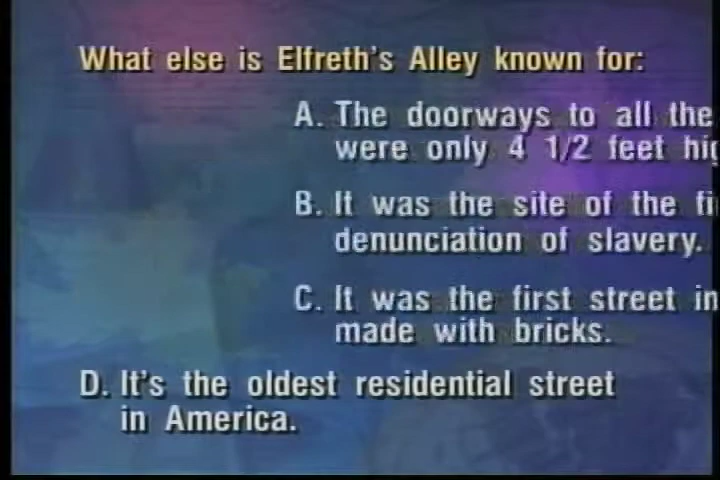 What else is Elfreth's Alley known for:
A. The doorways to all the
were only 4 1/2 feet
B. It was the site of the
denunciation of slavery.
C. It was the first street in
made with bricks.
D. It's the oldest residential street
in America.